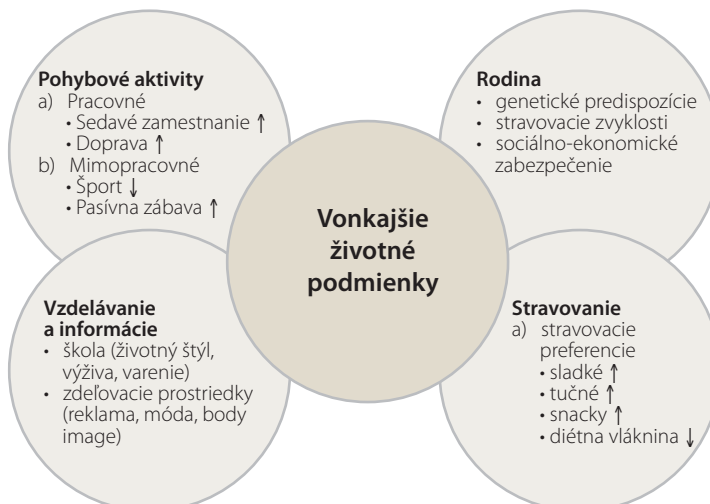 Pohybové aktivity
a) Pracovné
• Sedavé zamestnanie ↑
• Doprava ↑
b) Mimopracovné
• Šport ↓
• Pasívna zábava ↑
Rodina
• genetické predispozície
• stravovacie zvyklosti
• sociálno-ekonomické
zabezpečenie
Vonkajšie
životné
podmienky
Vzdelávanie
a informácie
• škola (životný štýl,
výživa, varenie)
• zdeľovacie prostriedky
(reklama, móda, body
image)
Stravovanie
a) stravovacie
preferencie
• sladké ↑
• tučné ↑
• snacky ↑
• diétna vláknina ↓